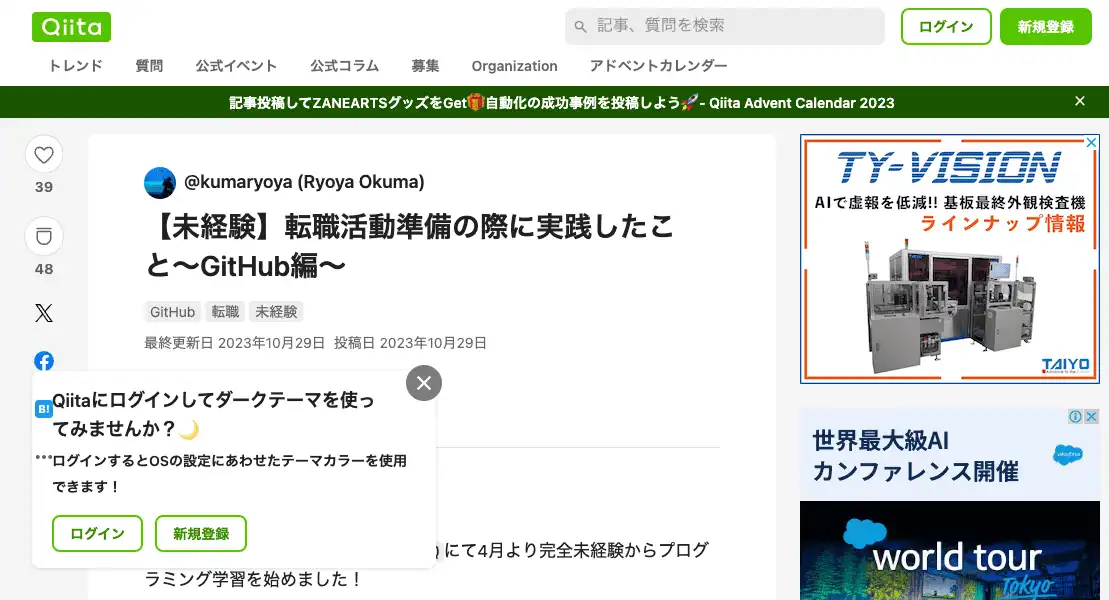 Qiita
記事、質問を検索
ログイン
新規登録
トレンド
質問
公式イベント
公式コラム
募集
Organization
アドベントカレンダー
記事投稿してZANEARTSグッズをGet🎁自動化の成功事例を投稿しよう🚀- Qiita Advent Calendar 2023
39
48
@kumaryoya (Ryoya Okuma)
【未経験】転職活動準備の際に実践したこ
と〜GitHub編〜
GitHub 転職 未経験
最終更新日 2023年10月29日 投稿日 2023年10月29日
B!
Qiitaにログインしてダークテーマを使っ
てみませんか？🌙
ログインするとOSの設定にあわせたテーマカラーを使用
できます！
ログイン
新規登録
にて4月より完全未経験からプログ
ラミング学習を始めました！
TY-VISION
AIで虚報を低減!! 基板最終外観検査機
ラインナップ情報
TAIYO
世界最大級AI
カンファレンス開催
salesforce
world tour
Tokyo